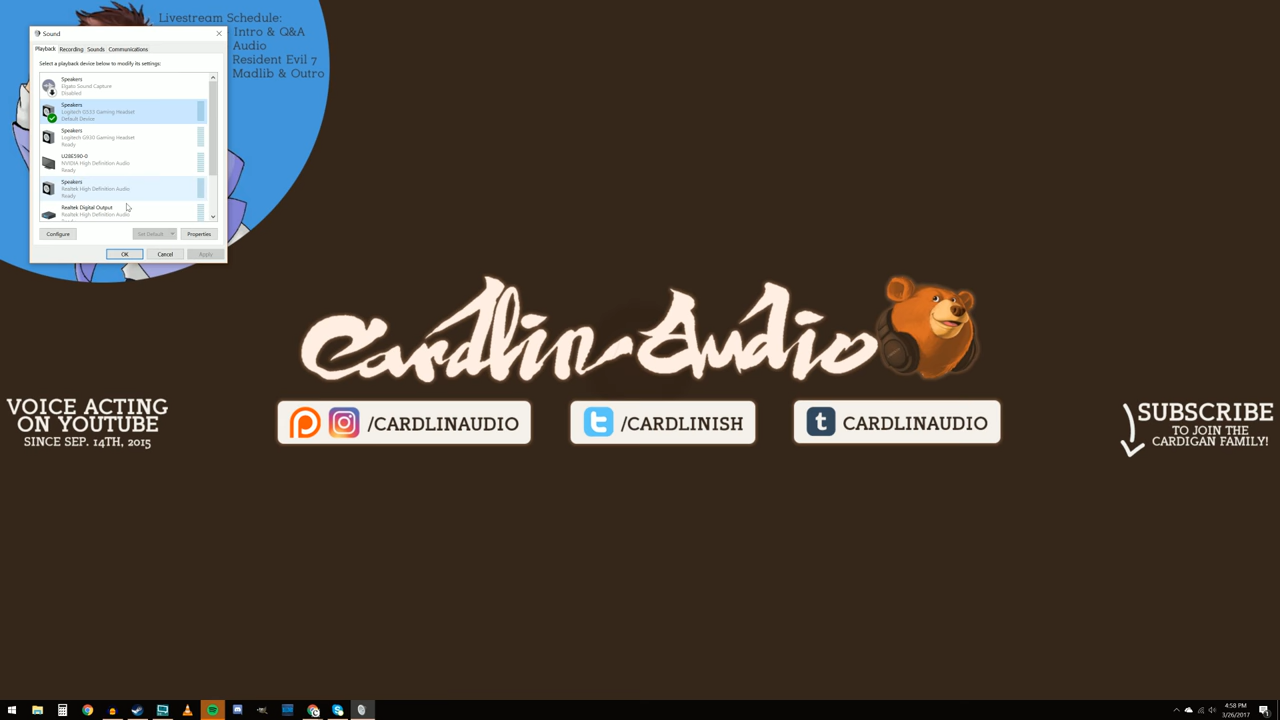 Livestream Schedule:
Intro & Q&A
Audio
Resident Evil 7
Madlib & Outro
Sound
Playback Recording Sounds Communications
Select a playback device below to modify its settings:
Speakers
Elgato Sound Capture
Disabled
Speakers
Logitech G533 Gaming Headset
Default Device
Speakers
Logitech G930 Gaming Headset
Ready
U28E590-0
NVIDIA High Definition Audio
Ready
Speakers
Realtek High Definition Audio
Ready
Realtek Digital Output
Realtek High Definition Audio
Configure Set Default Properties
OK Cancel Apply
Cardlin-Audio
VOICE ACTING
ON YOUTUBE
SINCE SEP. 14TH, 2015
/CARDLINAUDIO
/CARDLINISH
CARDLINAUDIO
SUBSCRIBE
TO JOIN THE
CARDIGAN FAMILY!
4:58 PM
3/26/2017